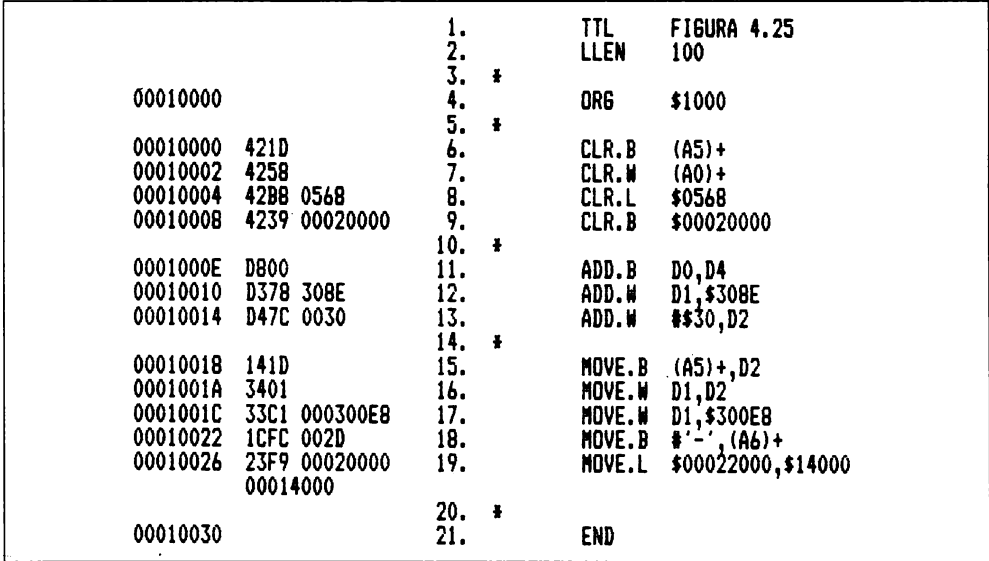 1. TTL FIGURA 4.25
2. LLEN 100
3. *
00010000 4. ORG $1000
5. *
00010000 421D 6. CLR.B (A5)+
00010002 4258 7. CLR.W (A0)+
00010004 42B8 0568 8. CLR.L $0568
00010008 4239 00020000 9. CLR.B $00020000
10. *
0001000E D800 11. ADD.B D0,D4
00010010 D378 308E 12. ADD.W D1,$308E
00010014 D47C 0030 13. ADD.W #$30,D2
14. *
00010018 141D 15. MOVE.B (A5)+,D2
0001001A 3401 16. MOVE.W D1,D2
0001001C 33C1 000300E8 17. MOVE.W D1,$300E8
00010022 1CFC 002D 18. MOVE.B #'-',(A6)+
00010026 23F9 00020000 19. MOVE.L $00022000,$14000
00014000
20. *
00010030 21. END